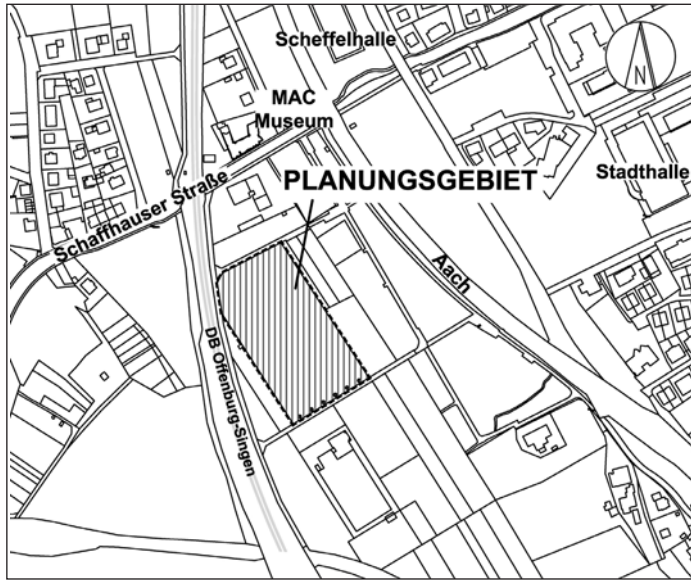 Scheffelhalle
MAC
Museum
N
Stadthalle
Schaffhauser Straße
PLANUNGSGEBIET
Aach
DB Offenburg-Singen